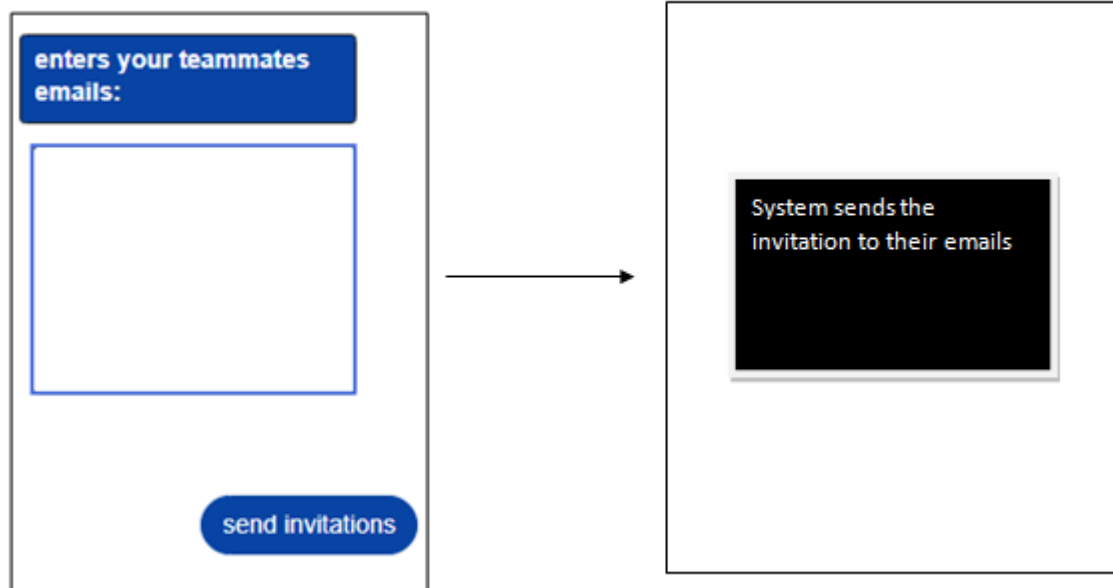 enters your teammates
emails:
send invitations
System sends the
invitation to their emails